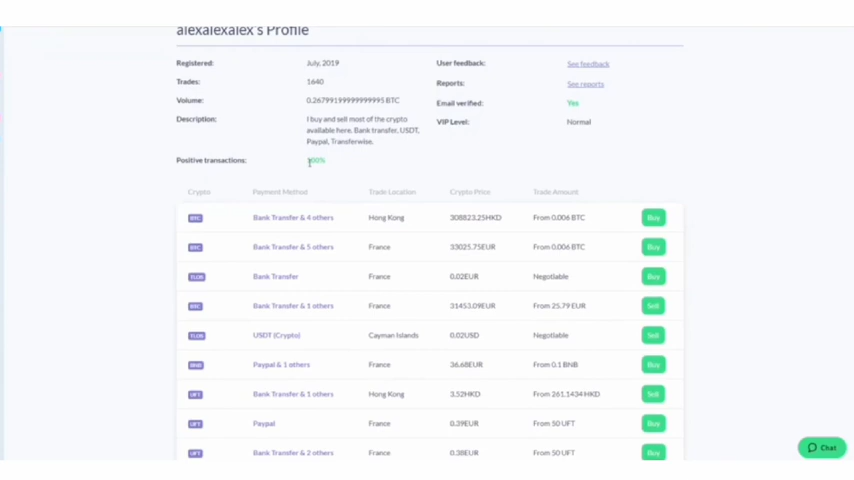 alexalexalex's Profile
Registered: July, 2019 User feedback: See feedback
Trades: 1640 Reports: See reports
Volume: 0.26799199999999995 BTC Email verified: Yes
Description: I buy and sell most of the crypto VIP Level: Normal
available here. Bank transfer, USDT,
Paypal, Transferwise.
Positive transactions: 100%
Crypto Payment Method Trade Location Crypto Price Trade Amount
BTC Bank Transfer & 4 others Hong Kong 308823.25HKD From 0.006 BTC Buy
BTC Bank Transfer & 5 others France 33025.75EUR From 0.006 BTC Buy
TLOS Bank Transfer France 0.02EUR Negotiable Buy
BTC Bank Transfer & 1 others France 31453.09EUR From 25.79 EUR Sell
TLOS USDT (Crypto) Cayman Islands 0.02USD Negotiable Sell
BNB Paypal & 1 others France 36.68EUR From 0.1 BNB Buy
UFT Bank Transfer & 1 others Hong Kong 3.52HKD From 261.1434 HKD Sell
UFT Paypal France 0.39EUR From 50 UFT Buy
UFT Bank Transfer & 2 others France 0.38EUR From 50 UFT Buy
Chat